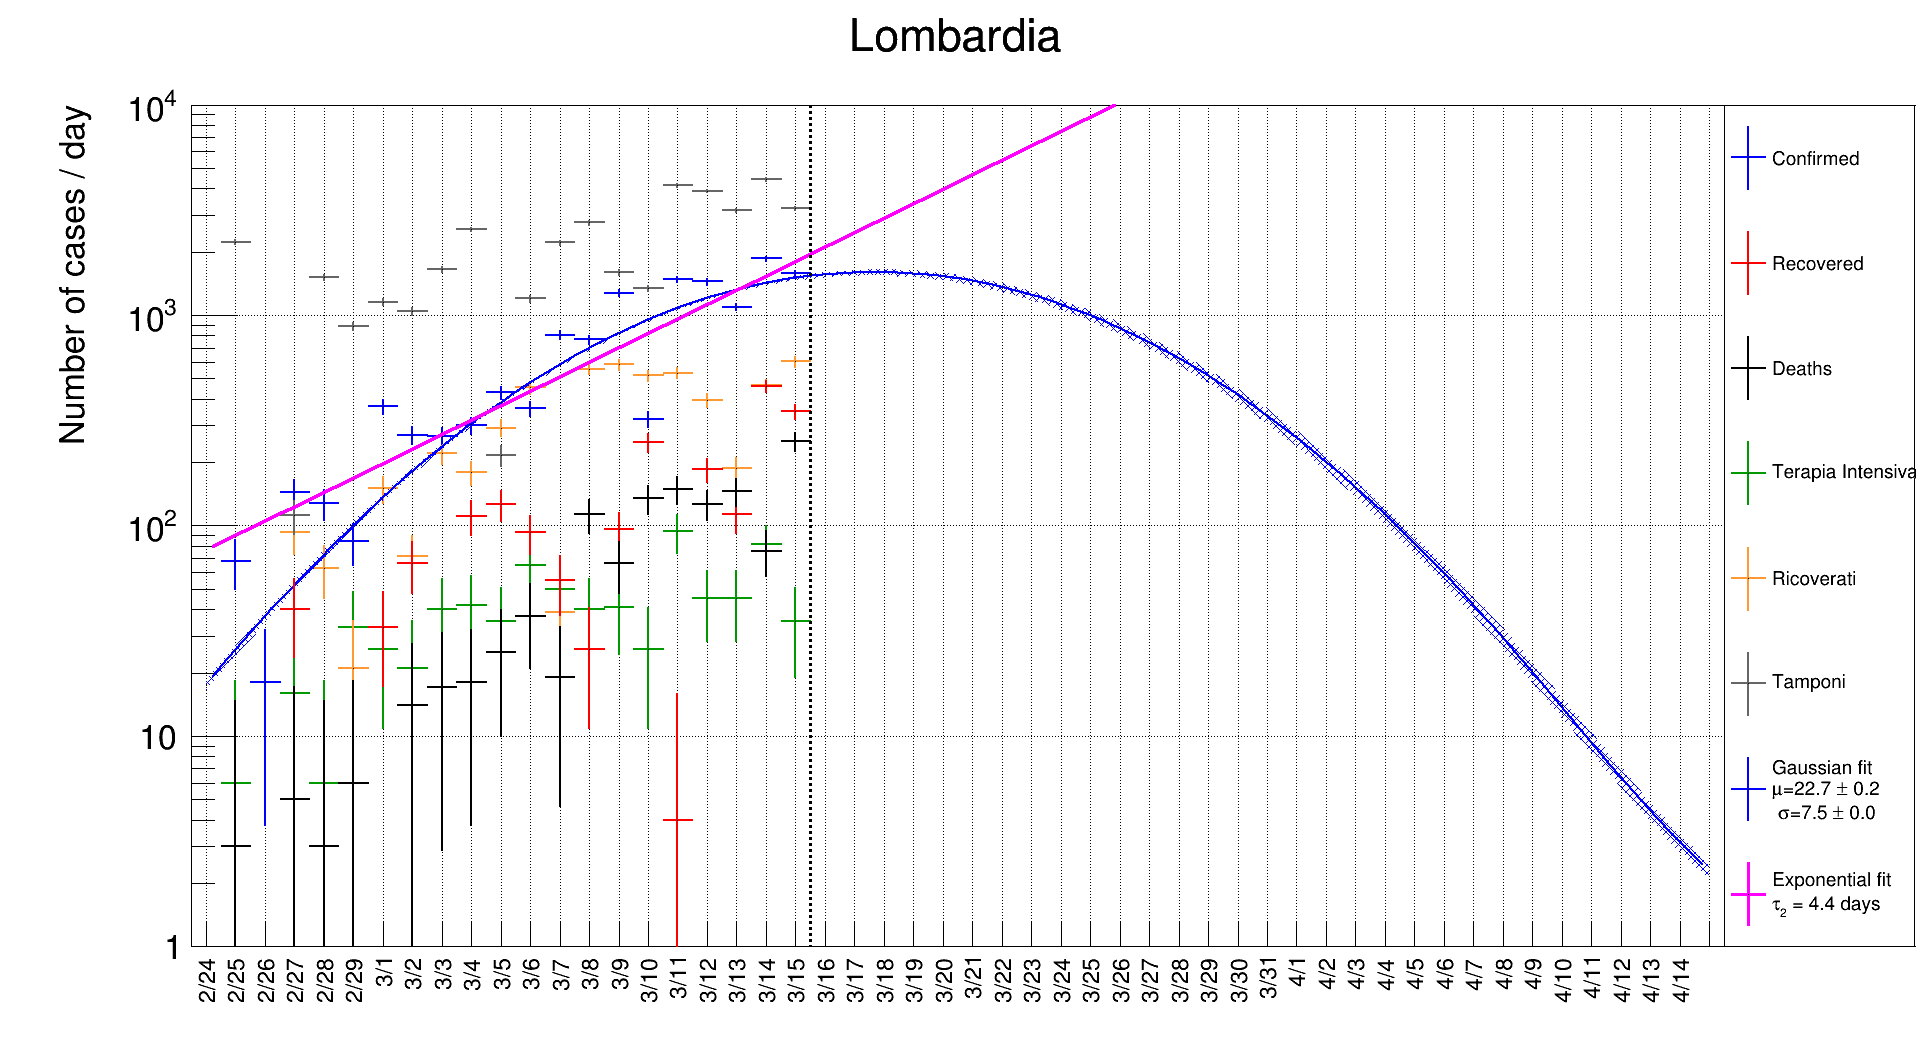 Lombardia
Number of cases / day
10^4
10^3
10^2
10
1
2/24 2/25 2/26 2/27 2/28 2/29 3/1 3/2 3/3 3/4 3/5 3/6 3/7 3/8 3/9 3/10 3/11 3/12 3/13 3/14 3/15 3/16 3/17 3/18 3/19 3/20 3/21 3/22 3/23 3/24 3/25 3/26 3/27 3/28 3/29 3/30 3/31 4/1 4/2 4/3 4/4 4/5 4/6 4/7 4/8 4/9 4/10 4/11 4/12 4/13 4/14
Confirmed
Recovered
Deaths
Terapia Intensiva
Ricoverati
Tamponi
Gaussian fit
μ=22.7 ± 0.2
σ=7.5 ± 0.0
Exponential fit
τ₂ = 4.4 days